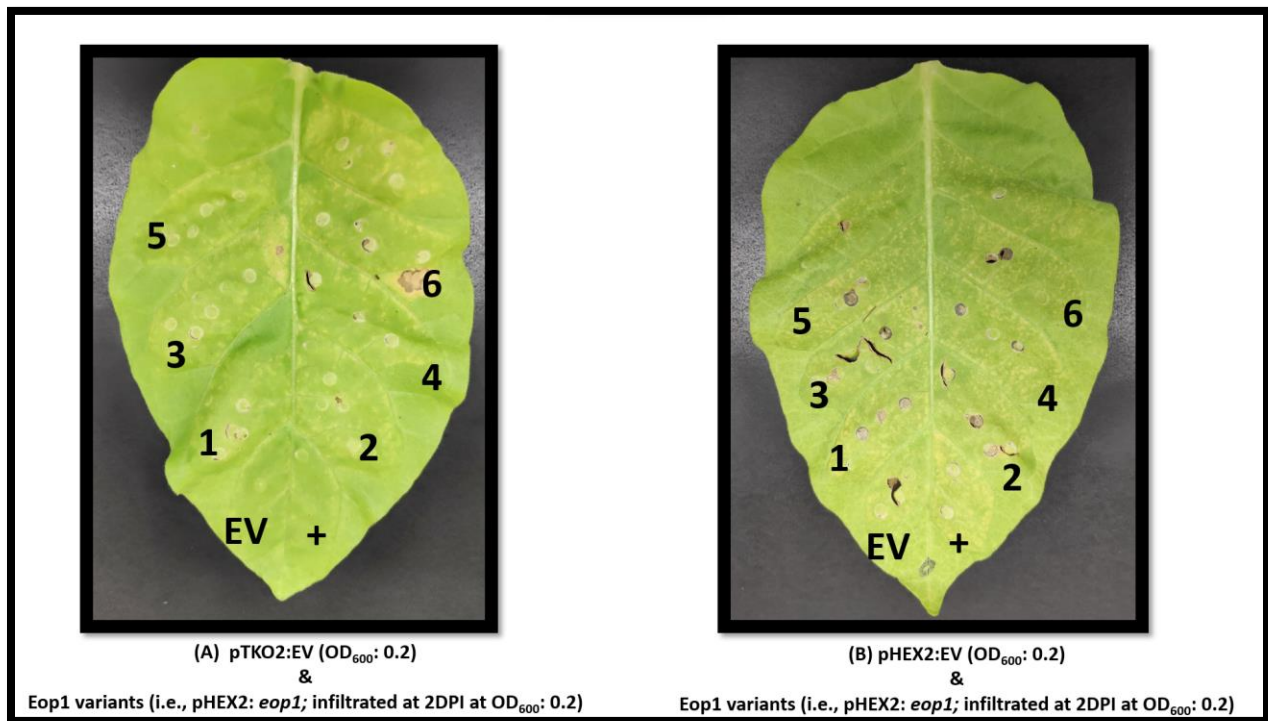 5
6
3
4
1
2
EV +
(A) pTKO2:EV (OD₆₀₀: 0.2)
&
Eop1 variants (i.e., pHEX2: eop1; infiltrated at 2DPI at OD₆₀₀: 0.2)
5
6
3
4
1
2
EV +
(B) pHEX2:EV (OD₆₀₀: 0.2)
&
Eop1 variants (i.e., pHEX2: eop1; infiltrated at 2DPI at OD₆₀₀: 0.2)